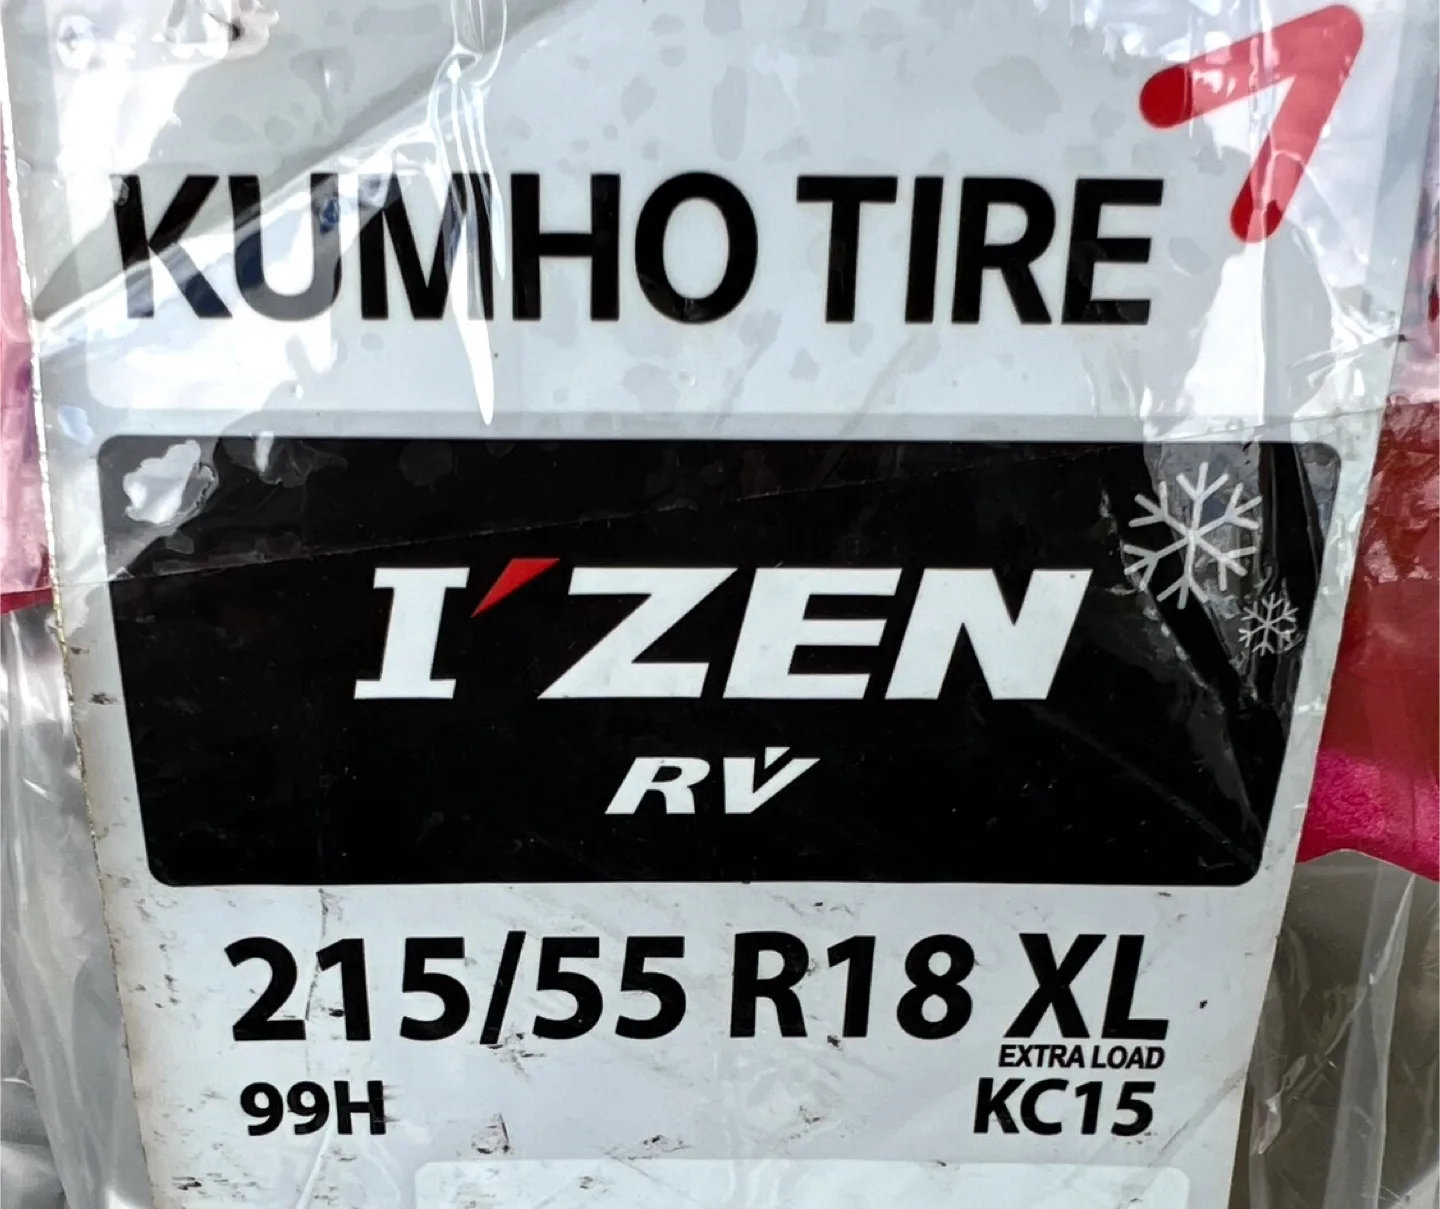 KUMHO TIRE
I'ZEN
RV
215/55 R18 XL
EXTRA LOAD
99H KC15